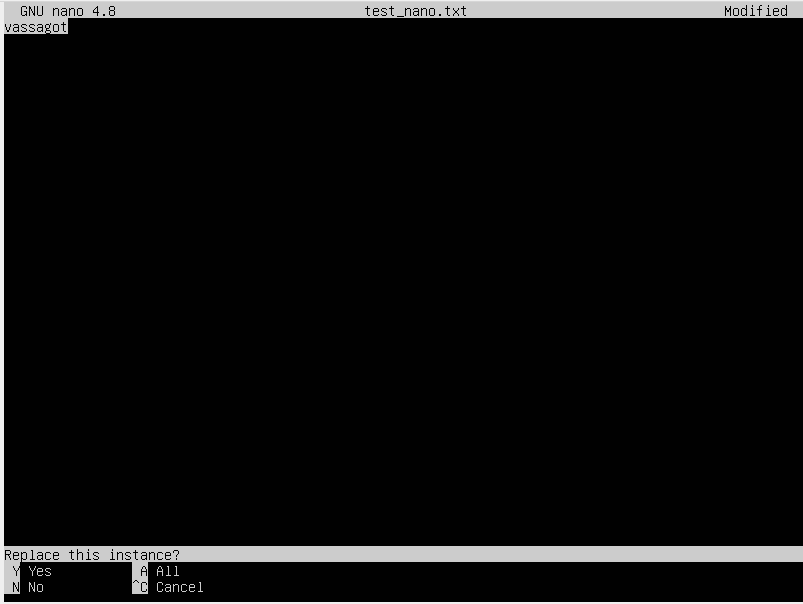 GNU nano 4.8 test_nano.txt Modified
vassagot
Replace this instance?
Y Yes A All
N No ^C Cancel